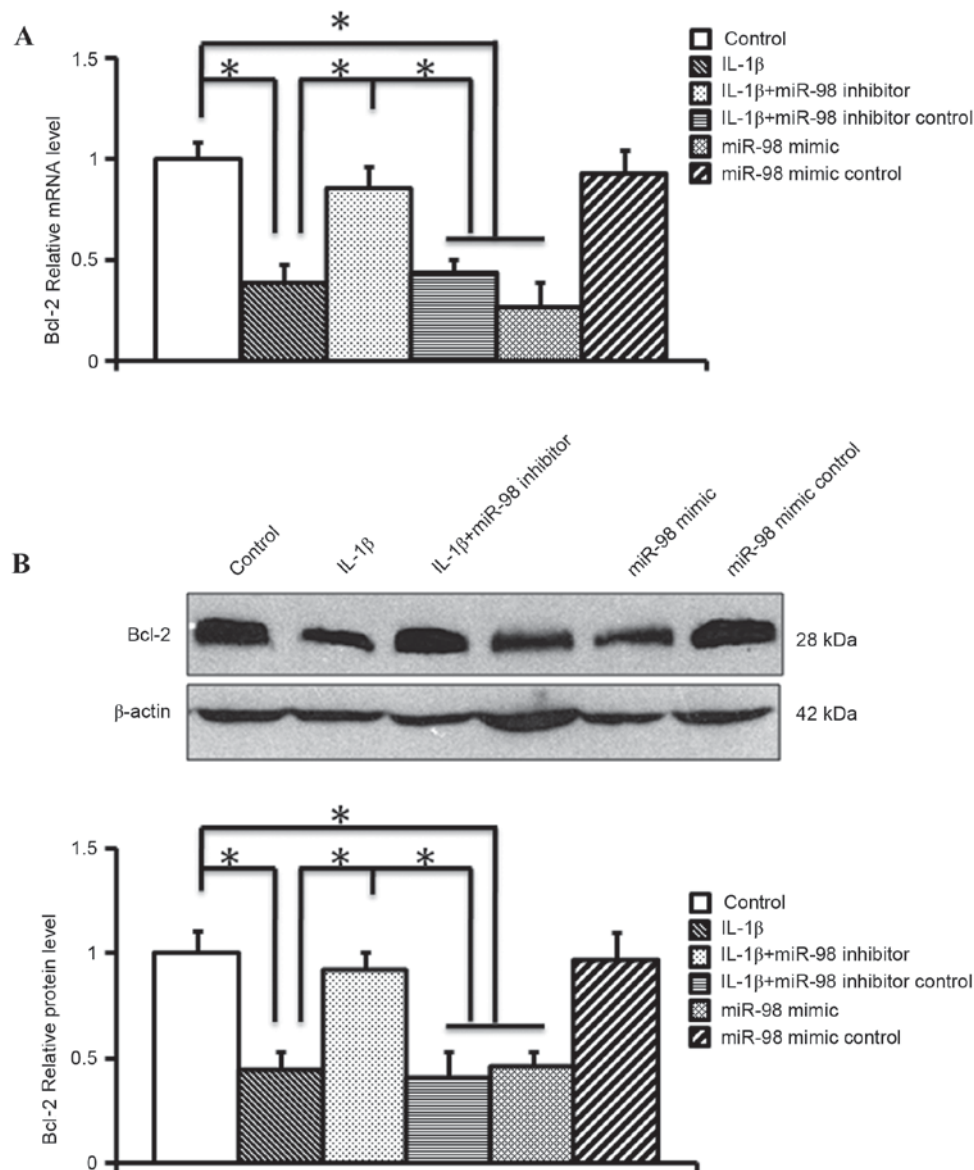 A
*
* * *
Bcl-2 Relative mRNA level
1.5
1
0.5
0
Control
IL-1β
IL-1β+miR-98 inhibitor
IL-1β+miR-98 inhibitor control
miR-98 mimic
miR-98 mimic control
B
Control
IL-1β
IL-1β+miR-98 inhibitor
miR-98 mimic
miR-98 mimic control
Bcl-2
28 kDa
β-actin
42 kDa
*
* * *
Bcl-2 Relative protein level
1.5
1
0.5
0
Control
IL-1β
IL-1β+miR-98 inhibitor
IL-1β+miR-98 inhibitor control
miR-98 mimic
miR-98 mimic control